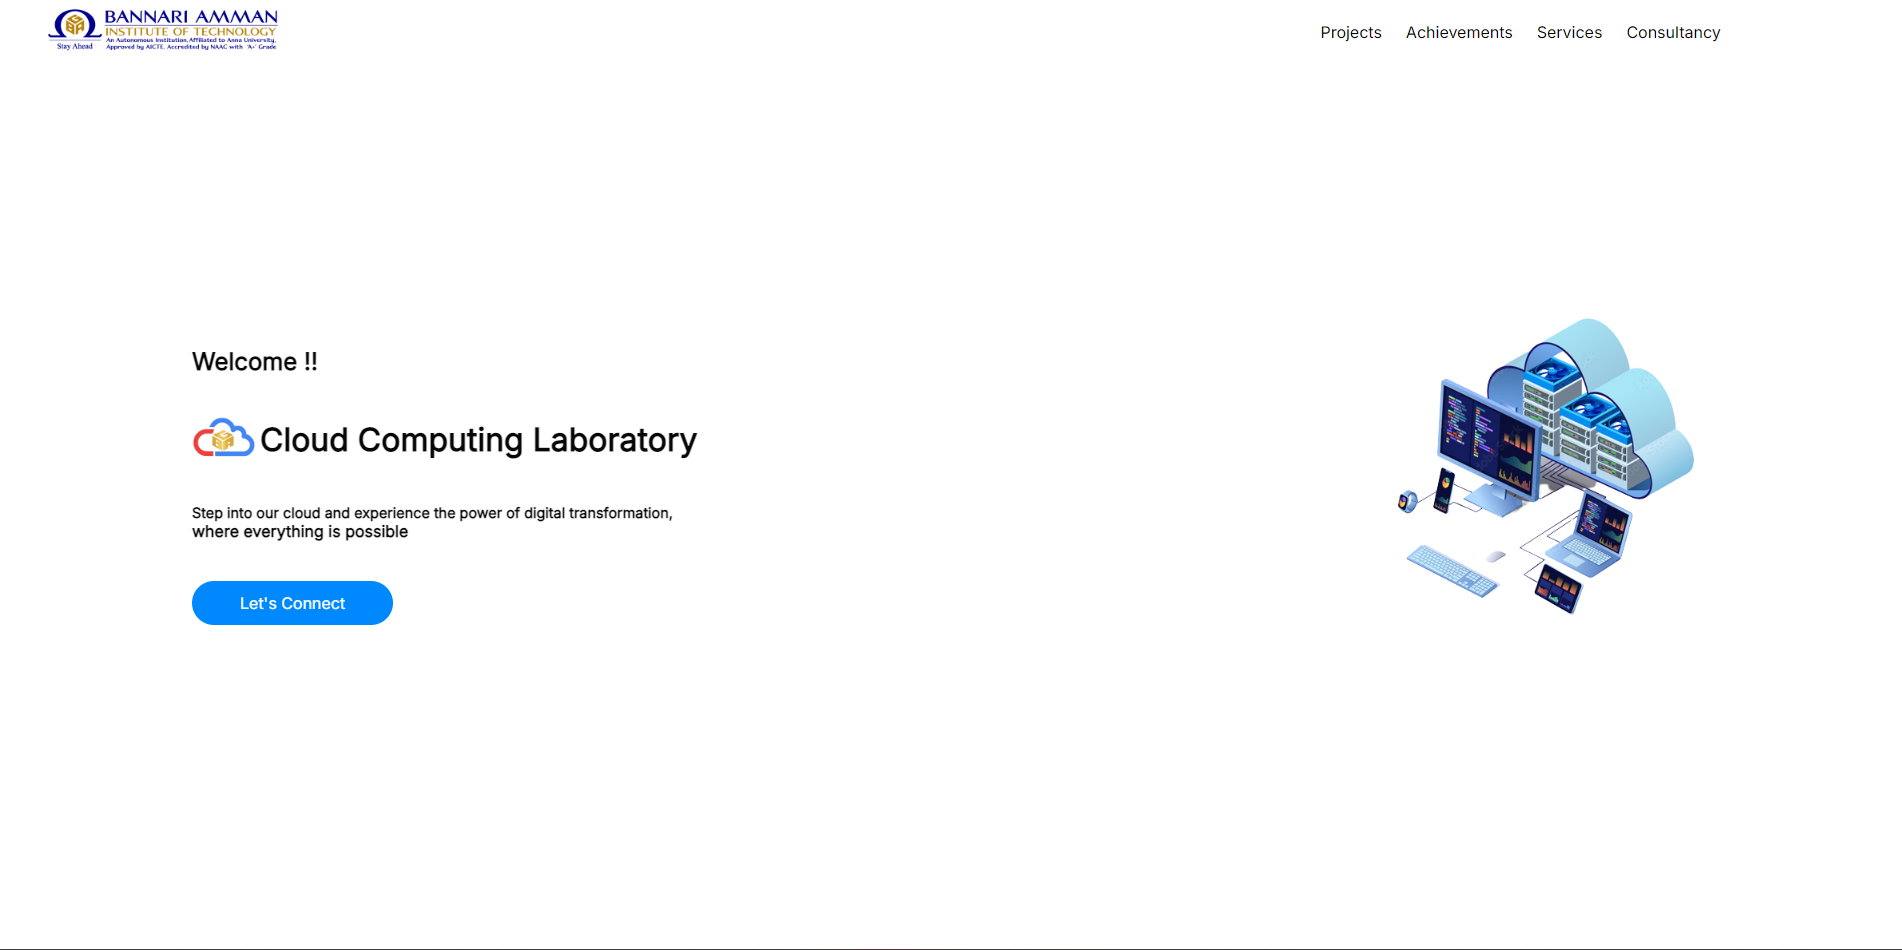 BANNARI AMMAN
INSTITUTE OF TECHNOLOGY
An Autonomous Institution, Affiliated to Anna University,
Approved by AICTE, Accredited by NAAC with 'A+' Grade
Stay Ahead
Projects Achievements Services Consultancy
Welcome !!
Cloud Computing Laboratory
Step into our cloud and experience the power of digital transformation,
where everything is possible
Let's Connect